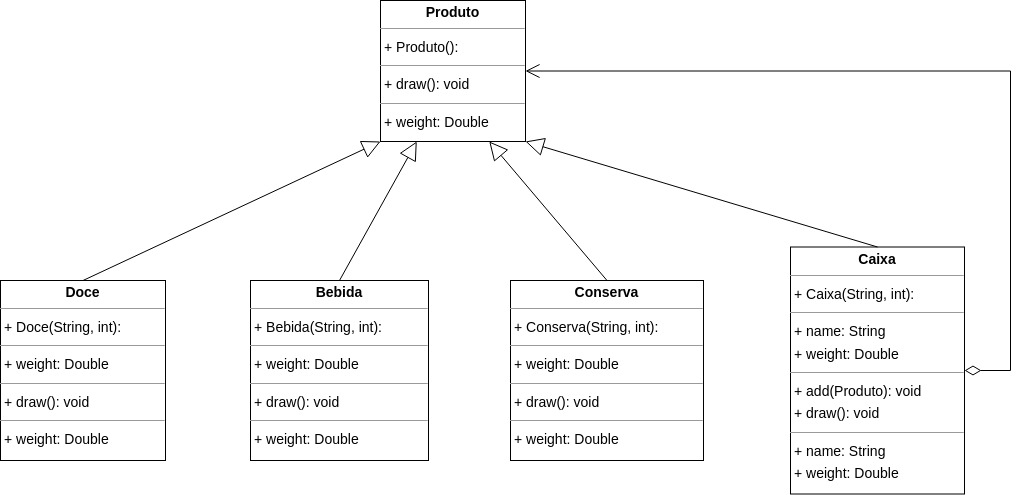 Produto
+ Produto():
+ draw(): void
+ weight: Double
Doce
+ Doce(String, int):
+ weight: Double
+ draw(): void
+ weight: Double
Bebida
+ Bebida(String, int):
+ weight: Double
+ draw(): void
+ weight: Double
Conserva
+ Conserva(String, int):
+ weight: Double
+ draw(): void
+ weight: Double
Caixa
+ Caixa(String, int):
+ name: String
+ weight: Double
+ add(Produto): void
+ draw(): void
+ name: String
+ weight: Double